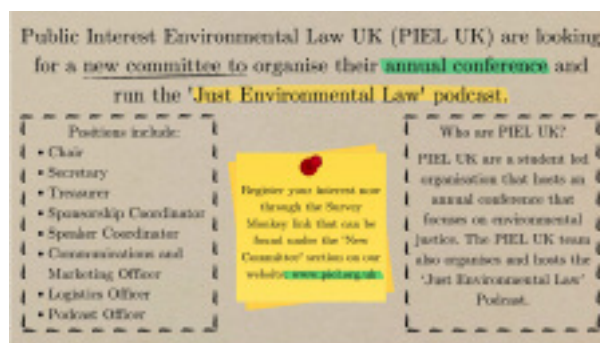 Public Interest Environmental Law UK (PIEL UK) are looking
for a new committee to organise their annual conference and
run the 'Just Environmental Law' podcast.
Positions include:
• Chair
• Secretary
• Treasurer
• Sponsorship Coordinator
• Speaker Coordinator
• Communications and
Marketing Officer
• Logistics Officer
• Podcast Officer
Register your interest now
through the Survey
Monkey link that can be
found under the 'New
Committee' section on our
website: www.piel.org.uk
Who are PIEL UK?
PIEL UK are a student led
organisation that hosts an
annual conference that
focuses on environmental
justice. The PIEL UK team
also organises and hosts the
'Just Environmental Law'
Podcast.